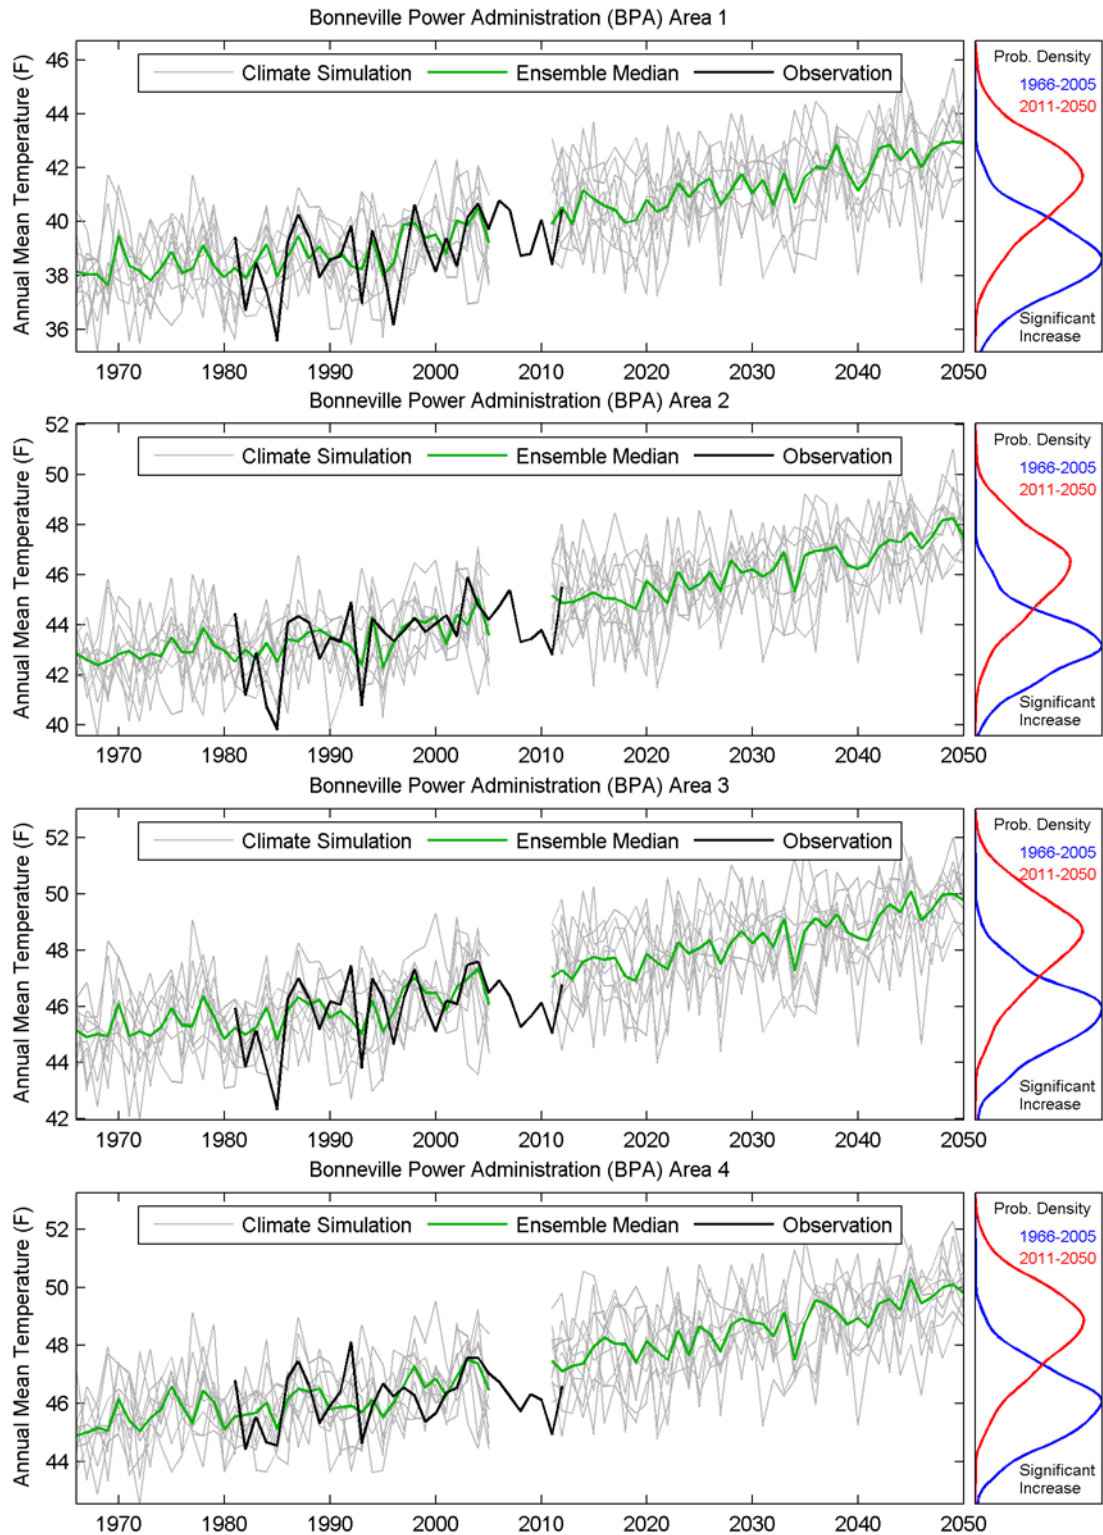 Bonneville Power Administration (BPA) Area 1
Annual Mean Temperature (F)
46
44
42
40
38
36
Climate Simulation Ensemble Median Observation
Prob. Density
1966-2005
2011-2050
Significant
Increase
1970 1980 1990 2000 2010 2020 2030 2040 2050
Bonneville Power Administration (BPA) Area 2
Annual Mean Temperature (F)
52
50
48
46
44
42
40
Climate Simulation Ensemble Median Observation
Prob. Density
1966-2005
2011-2050
Significant
Increase
1970 1980 1990 2000 2010 2020 2030 2040 2050
Bonneville Power Administration (BPA) Area 3
Annual Mean Temperature (F)
52
50
48
46
44
42
Climate Simulation Ensemble Median Observation
Prob. Density
1966-2005
2011-2050
Significant
Increase
1970 1980 1990 2000 2010 2020 2030 2040 2050
Bonneville Power Administration (BPA) Area 4
Annual Mean Temperature (F)
52
50
48
46
44
Climate Simulation Ensemble Median Observation
Prob. Density
1966-2005
2011-2050
Significant
Increase
1970 1980 1990 2000 2010 2020 2030 2040 2050